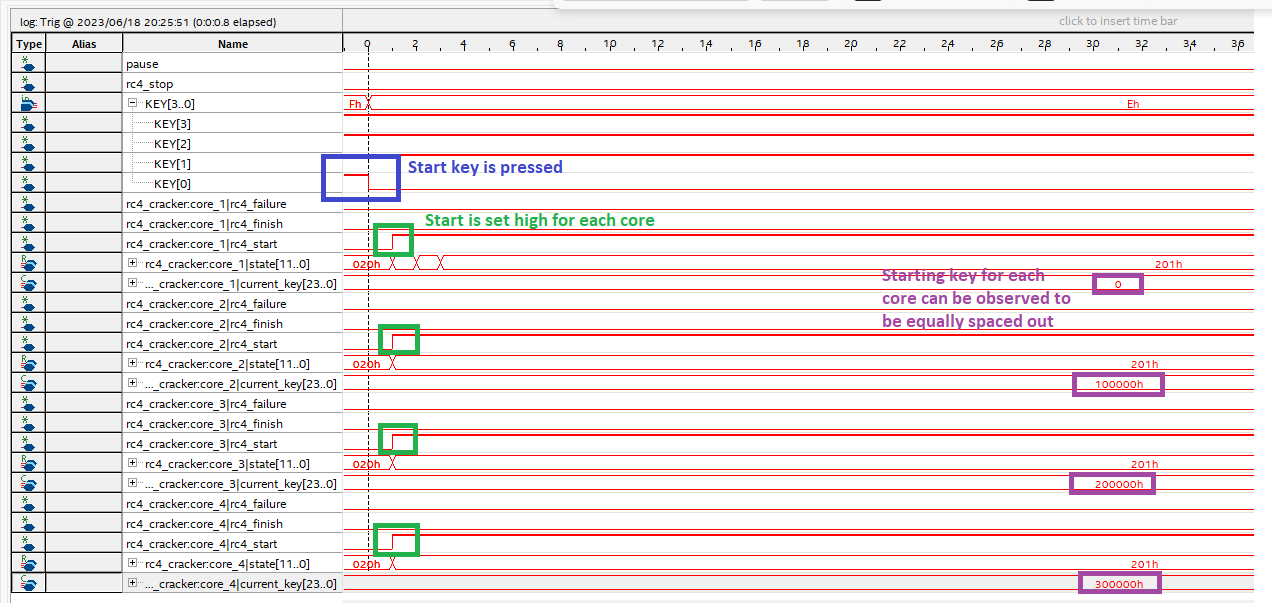 log: Trig @ 2023/06/18 20:25:51 (0:0:0.8 elapsed)
click to insert time bar
Type Alias Name 0 2 4 6 8 10 12 14 16 18 20 22 24 26 28 30 32 34 36
pause
rc4_stop
KEY[3..0] Fh Eh
KEY[3]
KEY[2]
KEY[1]
Start key is pressed
KEY[0]
rc4_cracker:core_1|rc4_failure
Start is set high for each core
rc4_cracker:core_1|rc4_finish
rc4_cracker:core_1|rc4_start
rc4_cracker:core_1|state[11..0] 020h 201h
Starting key for each
core can be observed to
be equally spaced out
..._cracker:core_1|current_key[23..0] 0
rc4_cracker:core_2|rc4_failure
rc4_cracker:core_2|rc4_finish
rc4_cracker:core_2|rc4_start
rc4_cracker:core_2|state[11..0] 020h 201h
..._cracker:core_2|current_key[23..0] 100000h
rc4_cracker:core_3|rc4_failure
rc4_cracker:core_3|rc4_finish
rc4_cracker:core_3|rc4_start
rc4_cracker:core_3|state[11..0] 020h 201h
..._cracker:core_3|current_key[23..0] 200000h
rc4_cracker:core_4|rc4_failure
rc4_cracker:core_4|rc4_finish
rc4_cracker:core_4|rc4_start
rc4_cracker:core_4|state[11..0] 020h 201h
..._cracker:core_4|current_key[23..0] 300000h